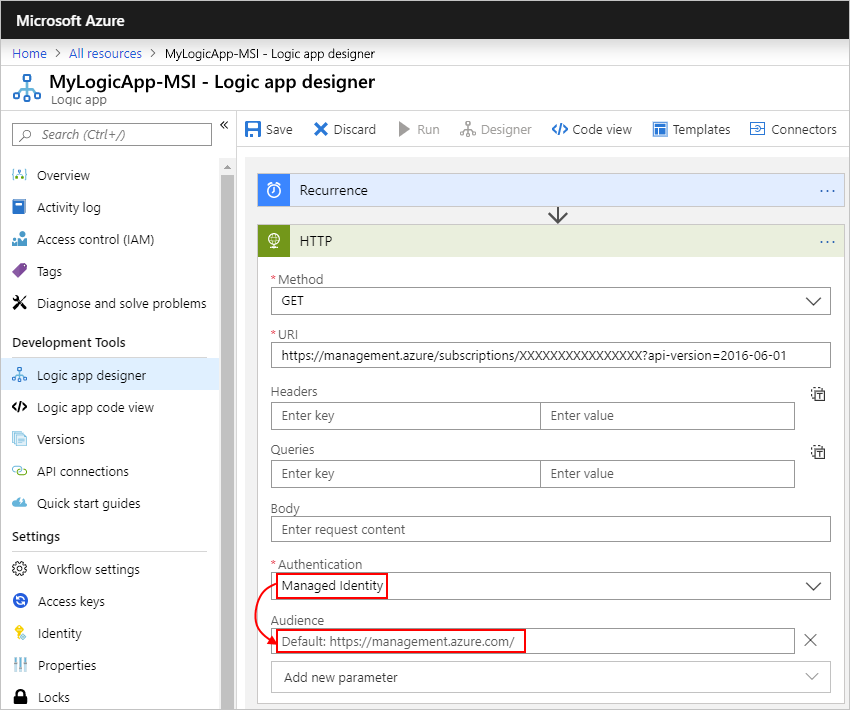 Microsoft Azure
Home > All resources > MyLogicApp-MSI - Logic app designer
MyLogicApp-MSI - Logic app designer
Logic app
Search (Ctrl+/)
«
Overview
Activity log
Access control (IAM)
Tags
Diagnose and solve problems
Development Tools
Logic app designer
Logic app code view
Versions
API connections
Quick start guides
Settings
Workflow settings
Access keys
Identity
Properties
Locks
Save Discard Run Designer Code view Templates Connectors
Recurrence ...
HTTP ...
* Method
GET
* URI
https://management.azure/subscriptions/XXXXXXXXXXXXXXXX?api-version=2016-06-01
Headers
Enter key Enter value
Queries
Enter key Enter value
Body
Enter request content
* Authentication
Managed Identity
Audience
Default: https://management.azure.com/
Add new parameter